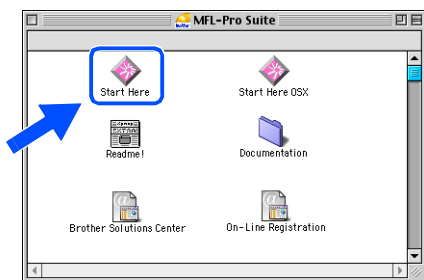 MFL-Pro Suite
Start Here
Start Here OSX
Readme!
Documentation
Brother Solutions Center
On-Line Registration